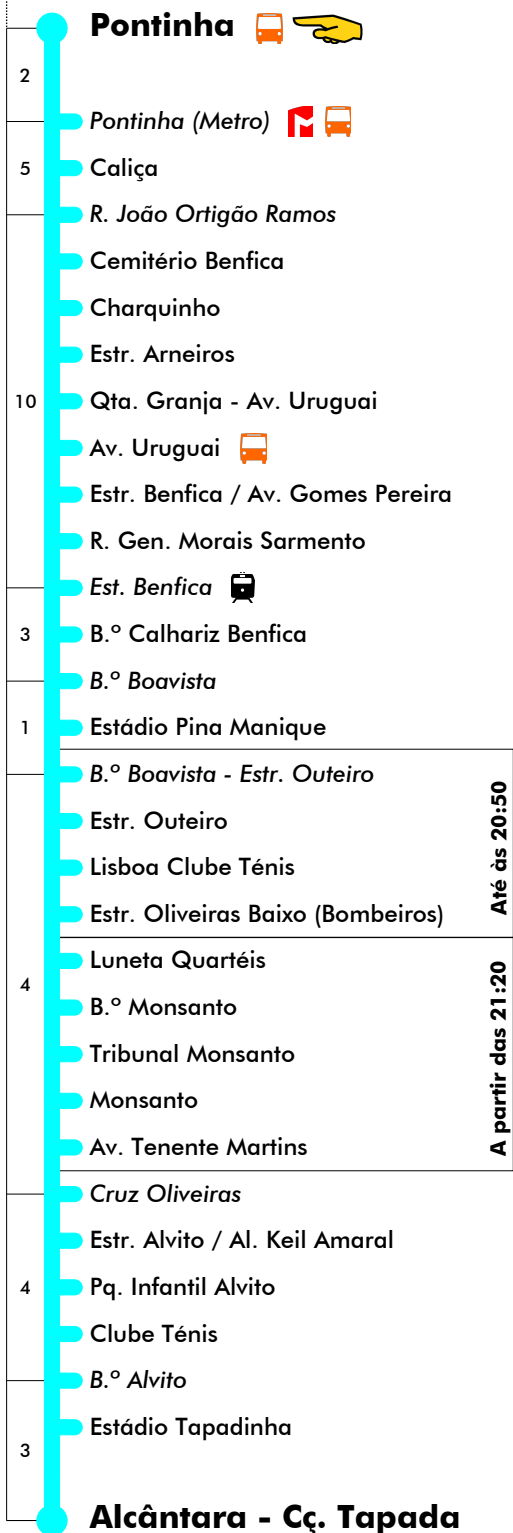 Pontinha
2
Pontinha (Metro)
5
Caliça
R. João Ortigão Ramos
Cemitério Benfica
Charquinho
Estr. Arneiros
10
Qta. Granja - Av. Uruguai
Av. Uruguai
Estr. Benfica / Av. Gomes Pereira
R. Gen. Morais Sarmento
Est. Benfica
3
B.º Calhariz Benfica
B.º Boavista
1
Estádio Pina Manique
B.º Boavista - Estr. Outeiro
Estr. Outeiro
Lisboa Clube Ténis
Estr. Oliveiras Baixo (Bombeiros)
Até às 20:50
Luneta Quartéis
4
B.º Monsanto
Tribunal Monsanto
Monsanto
Av. Tenente Martins
A partir das 21:20
Cruz Oliveiras
Estr. Alvito / Al. Keil Amaral
4
Pq. Infantil Alvito
Clube Ténis
B.º Alvito
Estádio Tapadinha
3
Alcântara - Cç. Tapada